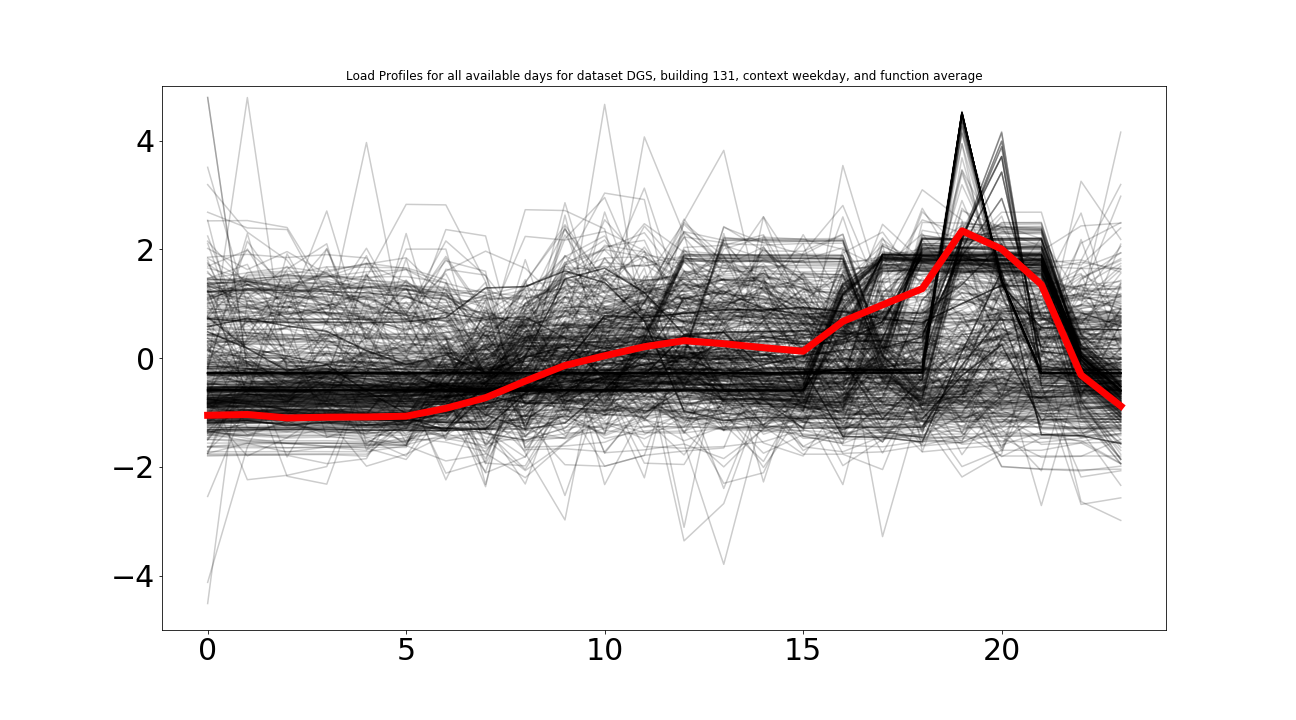 Load Profiles for all available days for dataset DGS, building 131, context weekday, and function average
4
2
0
−2
−4
0 5 10 15 20